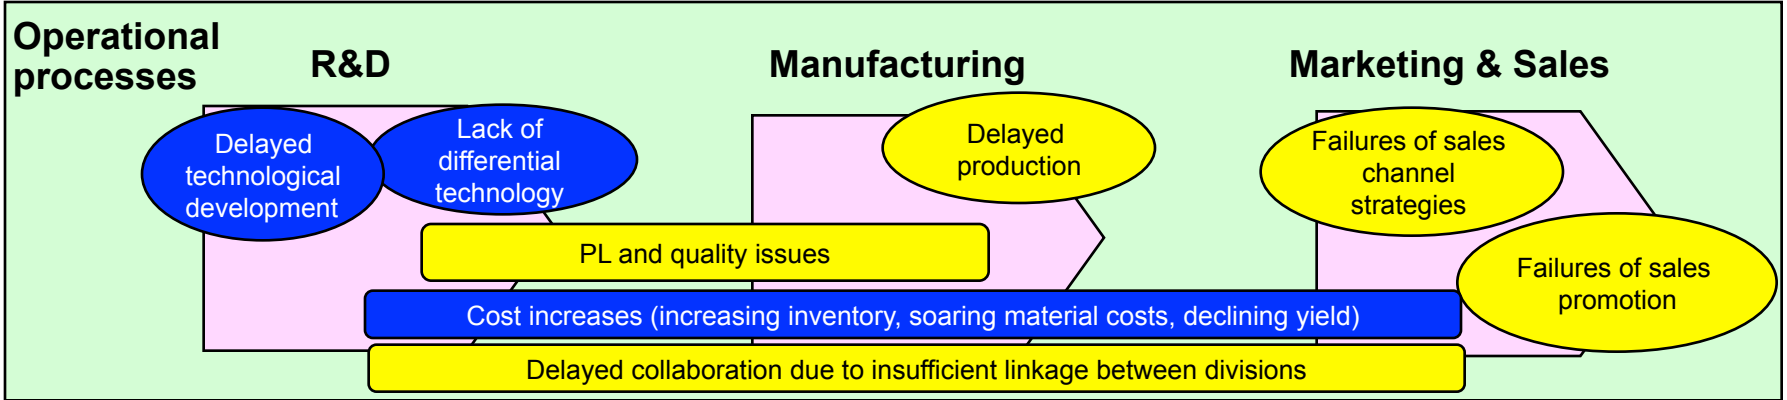 Operational
processes
R&D
Manufacturing
Marketing & Sales
Delayed
technological
development
Lack of
differential
technology
Delayed
production
Failures of sales
channel
strategies
PL and quality issues
Failures of sales
promotion
Cost increases (increasing inventory, soaring material costs, declining yield)
Delayed collaboration due to insufficient linkage between divisions